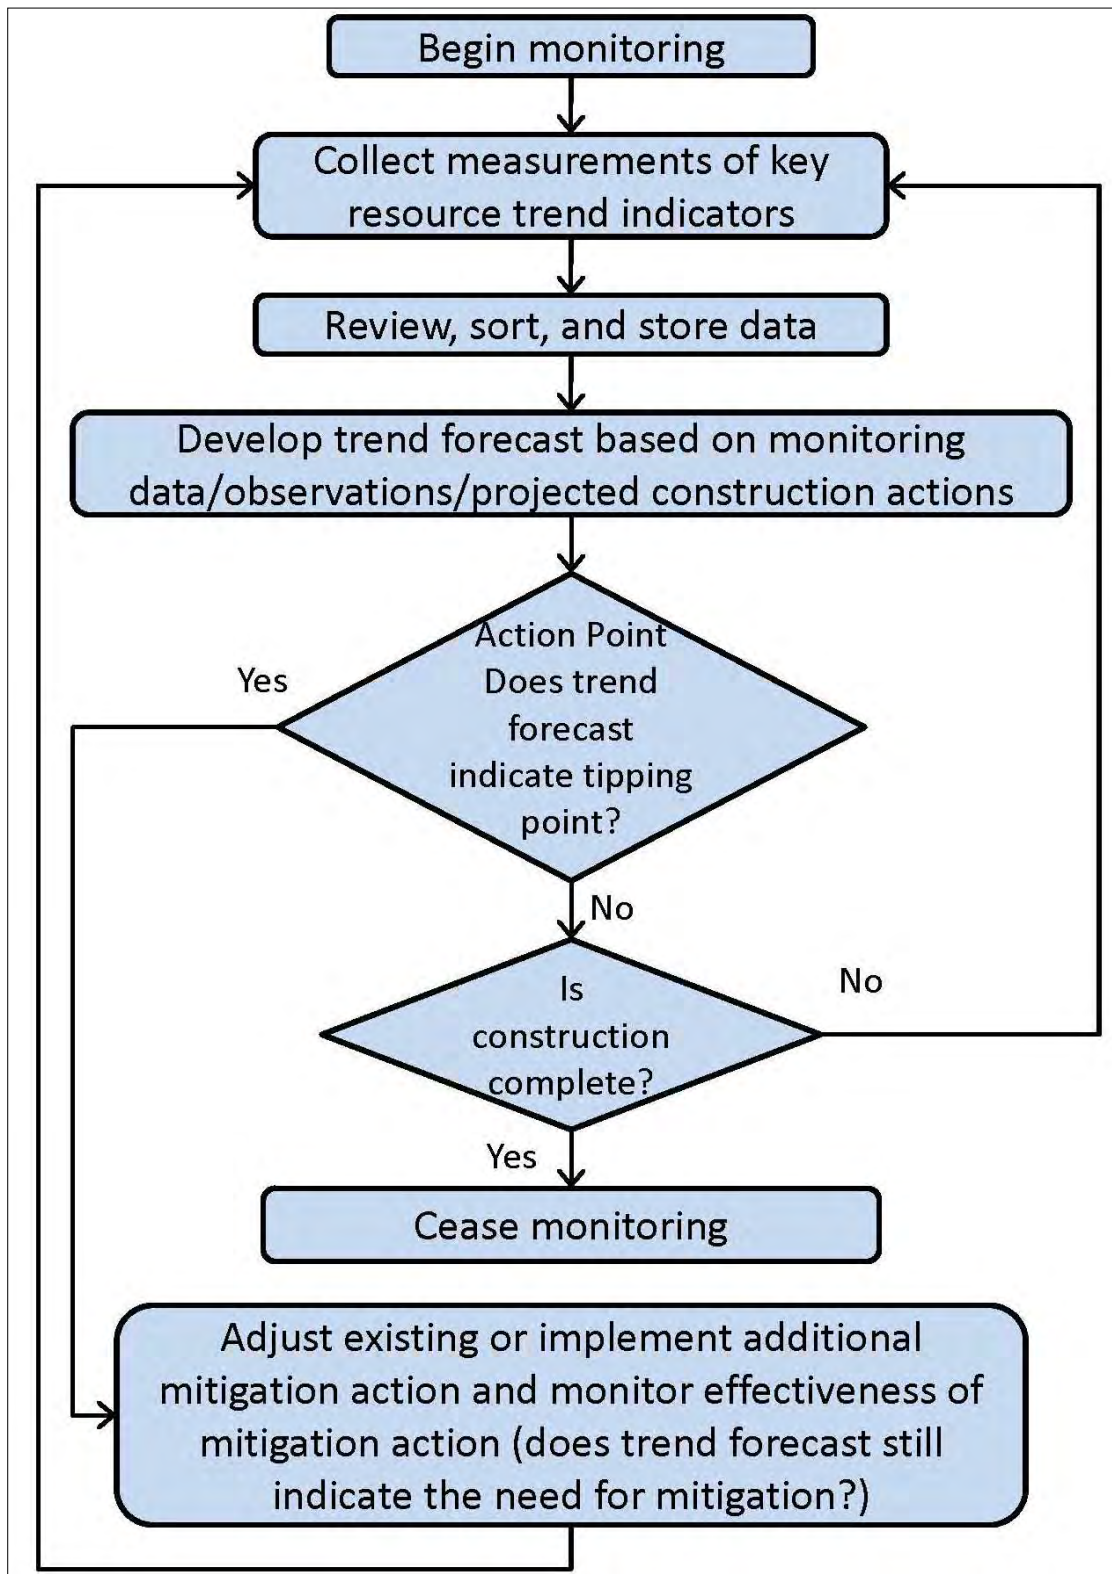 Begin monitoring
Collect measurements of key
resource trend indicators
Review, sort, and store data
Develop trend forecast based on monitoring
data/observations/projected construction actions
Action Point
Does trend
forecast
indicate tipping
point?
Yes
No
Is
construction
complete?
No
Yes
Cease monitoring
Adjust existing or implement additional
mitigation action and monitor effectiveness of
mitigation action (does trend forecast still
indicate the need for mitigation?)